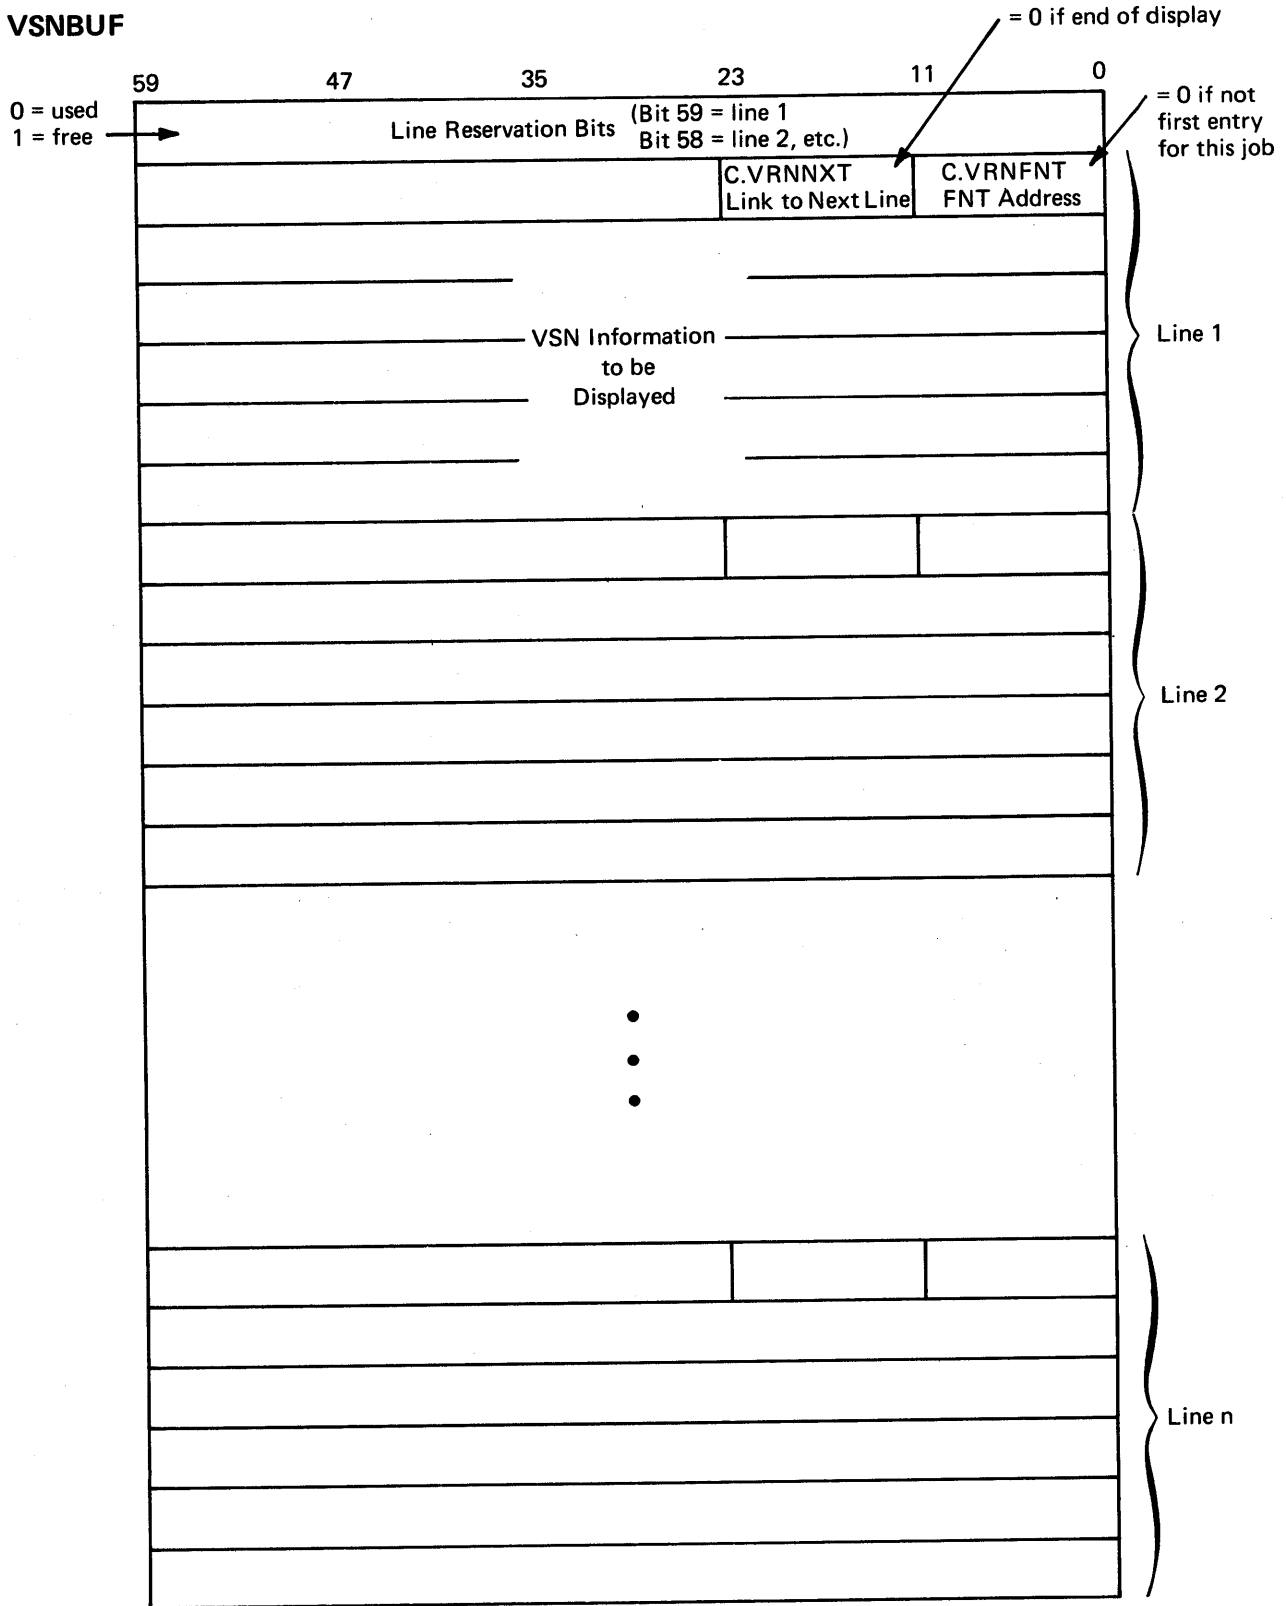 VSNBUF
= 0 if end of display
59 47 35 23 11 0
0 = used
1 = free
Line Reservation Bits
(Bit 59 = line 1
Bit 58 = line 2, etc.)
= 0 if not
first entry
for this job
C.VRNNXT
Link to Next Line
C.VRNFNT
FNT Address
VSN Information
to be
Displayed
Line 1
Line 2
Line n